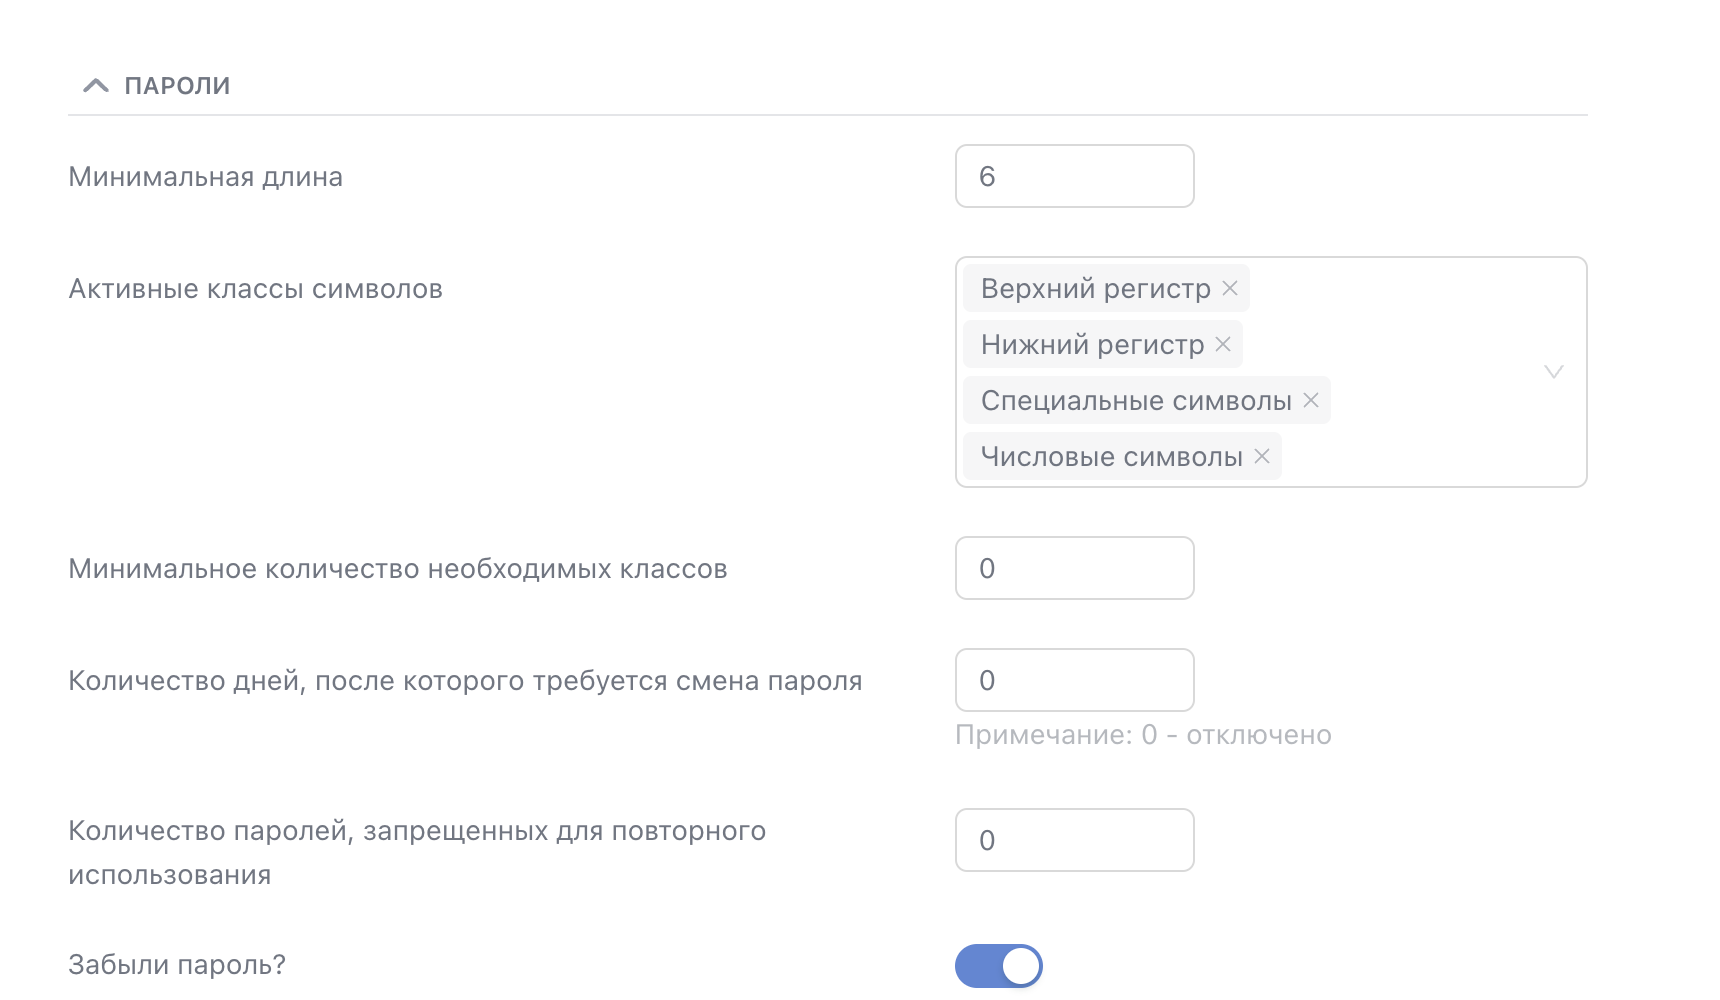 ПАРОЛИ
Минимальная длина
6
Активные классы символов
Верхний регистр
Нижний регистр
Специальные символы
Числовые символы
Минимальное количество необходимых классов
0
Количество дней, после которого требуется смена пароля
0
Примечание: 0 - отключено
Количество паролей, запрещенных для повторного
использования
0
Забыли пароль?